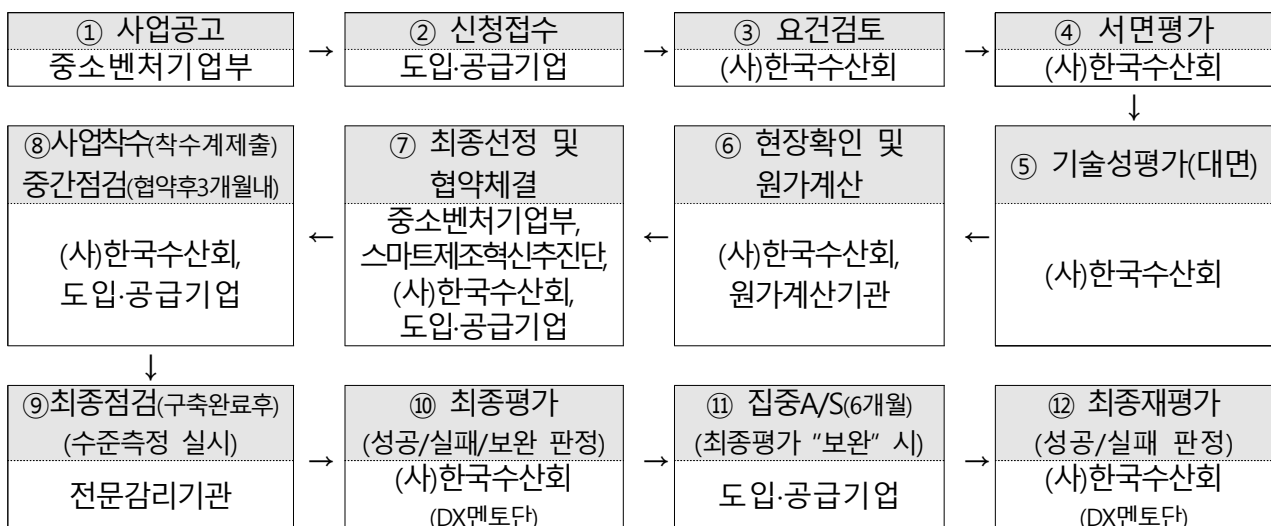 ① 사업공고
중소벤처기업부
→
② 신청접수
도입·공급기업
→
③ 요건검토
(사)한국수산회
→
④ 서면평가
(사)한국수산회
↓
⑤ 기술성평가(대면)
(사)한국수산회
←
⑥ 현장확인 및
원가계산
(사)한국수산회,
원가계산기관
←
⑦ 최종선정 및
협약체결
중소벤처기업부,
스마트제조혁신추진단,
(사)한국수산회,
도입·공급기업
←
⑧사업착수(착수계제출)
중간점검(협약후3개월내)
(사)한국수산회,
도입·공급기업
↓
⑨최종점검(구축완료후)
(수준측정 실시)
전문감리기관
→
⑩ 최종평가
(성공/실패/보완 판정)
(사)한국수산회
(DX멘토단)
→
⑪ 집중A/S(6개월)
(최종평가 “보완” 시)
도입·공급기업
→
⑫ 최종재평가
(성공/실패 판정)
(사)한국수산회
(DX멘토단)